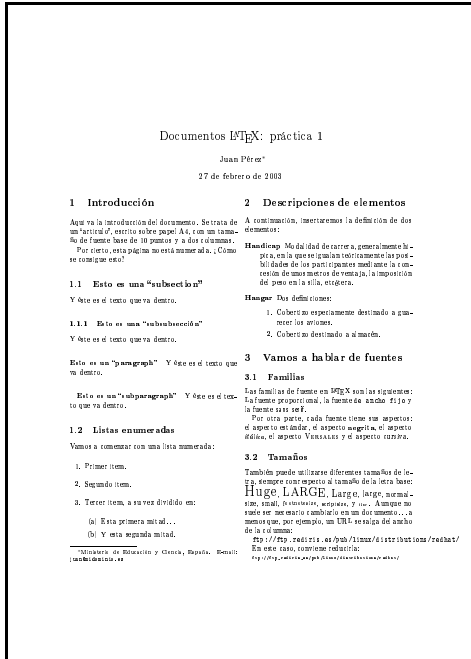 Documentos LATEX: práctica 1
Juan Pérez*
27 de febrero de 2003
1 Introducción
Aquí va la introducción del documento. Se trata de
un "artículo", escrito sobre papel A4, con un tama-
ño de fuente base de 10 puntos y a dos columnas.
Por cierto, esta página no está numerada. ¿Cómo
se consigue esto?
1.1 Esto es una "subsection"
Y éste es el texto que va dentro.
1.1.1 Esto es una "subsubsección"
Y éste es el texto que va dentro.
Esto es un "paragraph" Y éste es el texto que
va dentro.
Esto es un "subparagraph" Y éste es el tex-
to que va dentro.
1.2 Listas enumeradas
Vamos a comenzar con una lista numerada:
1. Primer ítem.
2. Segundo ítem.
3. Tercer ítem, a su vez dividido en:
(a) Esta primera mitad...
(b) Y esta segunda mitad.
*Ministerio de Educación y Ciencia, España. E-mail:
2 Descripciones de elementos
A continuación, insertaremos la definición de dos
elementos:
Handicap Modalidad de carrera, generalmente hí-
pica, en la que se igualan teóricamente las posi-
bilidades de los participantes mediante la con-
cesión de unos metros de ventaja, la imposición
del peso en la silla, etcétera.
Hangar Dos definiciones:
1. Cobertizo especiamente destinado a gua-
recer los aviones.
2. Cobertizo destinado a almacén.
3 Vamos a hablar de fuentes
3.1 Familias
Las familias de fuente en LATEX son las siguientes:
La fuente proporcional, la fuente de ancho fijo y
la fuente sans serif.
Por otra parte, cada fuente tiene sus aspectos:
el aspecto estándar, el aspecto negrita, el aspecto
itálica, el aspecto VERSALES y el aspecto cursiva.
3.2 Tamaños
También puede utilizarse diferentes tamaños de le-
tra, siempre con respecto al tamaño de la letra base:
Huge, LARGE, Large, large, normal-
size, small, footnotesize, scriptsize, y tiny. Aunque no
suele ser necesario cambiarlo en un documento...a
menos que, por ejemplo, un URL se salga del ancho
de la columna:
ftp://ftp.rediris.es/pub/linux/distributions/redhat/
En este caso, conviene reducirla:
ftp://ftp.rediris.es/pub/linux/distributions/redhat/